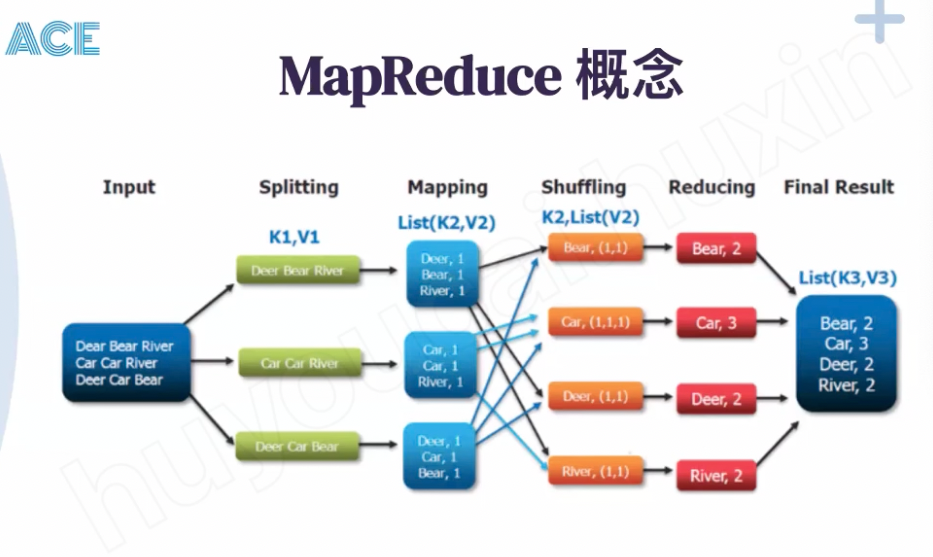 ACE
MapReduce 概念
Input
Splitting
Mapping
Shuffling
Reducing
Final Result
K1,V1
List(K2,V2)
K2,List(V2)
List(K3,V3)
Dear Bear River
Car Car River
Deer Car Bear
Deer Bear River
Car Car River
Deer Car Bear
Deer, 1
Bear, 1
River, 1
Car, 1
Car, 1
River, 1
Deer, 1
Car, 1
Bear, 1
Bear, (1,1)
Car, (1,1,1)
Deer, (1,1)
River, (1,1)
Bear, 2
Car, 3
Deer, 2
River, 2
Bear, 2
Car, 3
Deer, 2
River, 2
huyoucaihuxin